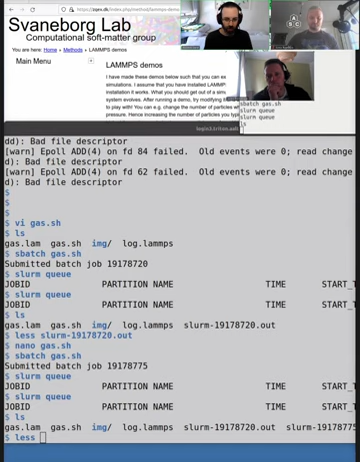 https://zqex.dk/index.php/method/lammps-demo
Svaneborg Lab
Computational soft-matter group
You are here: Home ▸ Methods ▸ LAMMPS demos
Main Menu
LAMMPS demos
I have made these demos below such that you can ex
simulations. I assume that you have installed LAMMP
installation it works. What you should get out of a sim
system evolves. After running a demo, try modifying
to play with! You can e.g. change the number of particles
pressure. Hence increasing the number of particles you typ
sbatch gas.sh
slurm queue
slurm queue
ls
dd): Bad file descriptor
[warn] Epoll ADD(4) on fd 84 failed. Old events were 0; read change
d): Bad file descriptor
[warn] Epoll ADD(4) on fd 62 failed. Old events were 0; read change
d): Bad file descriptor
$
$
$
$ vi gas.sh
$ ls
gas.lam gas.sh img/ log.lammps
$ sbatch gas.sh
Submitted batch job 19178720
$ slurm queue
JOBID PARTITION NAME TIME START_T
$ slurm queue
JOBID PARTITION NAME TIME START_T
$ ls
gas.lam gas.sh img/ log.lammps slurm-19178720.out
$ less slurm-19178720.out
$ nano gas.sh
$ sbatch gas.sh
Submitted batch job 19178775
$ slurm queue
JOBID PARTITION NAME TIME START_T
$ slurm queue
JOBID PARTITION NAME TIME START_T
$ ls
gas.lam gas.sh img/ log.lammps slurm-19178720.out slurm-19178775
$ less